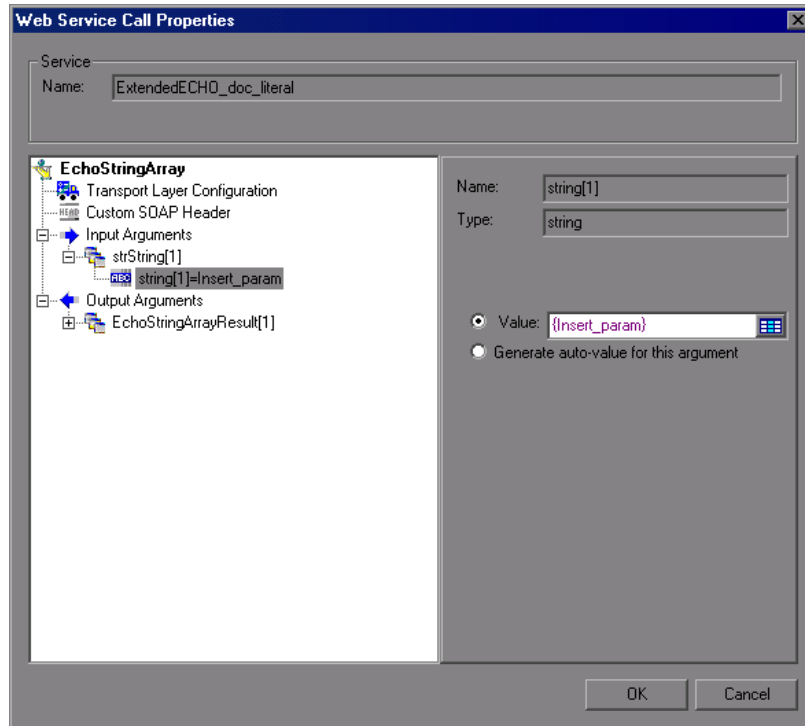 Web Service Call Properties
Service
Name: ExtendedECHO_doc_literal
EchoStringArray
Transport Layer Configuration
HEAD Custom SOAP Header
Input Arguments
strString[1]
ABC string[1]=Insert_param
Output Arguments
EchoStringArrayResult[1]
Name: string[1]
Type: string
Value: {Insert_param}
Generate auto-value for this argument
OK Cancel